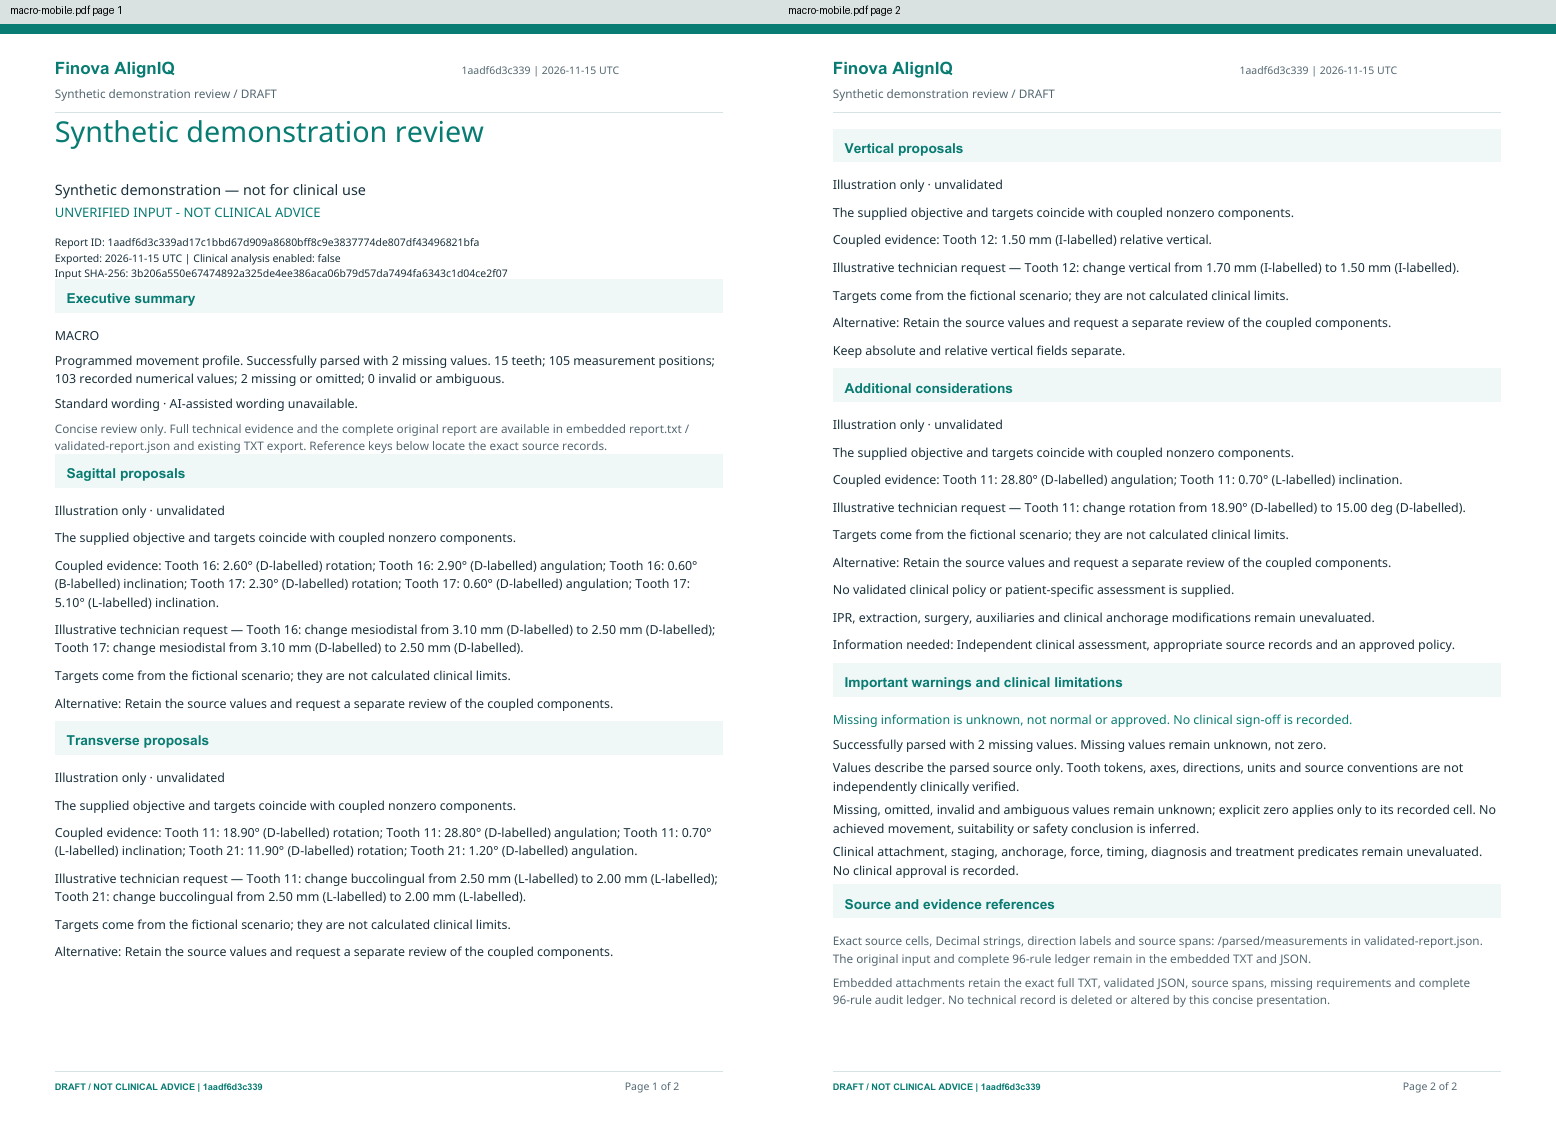 macro-mobile.pdf page 1
Finova AlignIQ
1aadf6d3c339 | 2026-11-15 UTC
Synthetic demonstration review / DRAFT
Synthetic demonstration review
Synthetic demonstration — not for clinical use
UNVERIFIED INPUT - NOT CLINICAL ADVICE
Report ID: 1aadf6d3c339ad17c1bbd67d909a8680bff8c9e3837774de807df43496821bfa
Exported: 2026-11-15 UTC | Clinical analysis enabled: false
Input SHA-256: 3b206a550e67474892a325de4ee386aca06b79d57da7494fa6343c1d04ce2f07
Executive summary
MACRO
Programmed movement profile. Successfully parsed with 2 missing values. 15 teeth; 105 measurement positions;
103 recorded numerical values; 2 missing or omitted; 0 invalid or ambiguous.
Standard wording · AI-assisted wording unavailable.
Concise review only. Full technical evidence and the complete original report are available in embedded report.txt /
validated-report.json and existing TXT export. Reference keys below locate the exact source records.
Sagittal proposals
Illustration only · unvalidated
The supplied objective and targets coincide with coupled nonzero components.
Coupled evidence: Tooth 16: 2.60° (D-labelled) rotation; Tooth 16: 2.90° (D-labelled) angulation; Tooth 16: 0.60°
(B-labelled) inclination; Tooth 17: 2.30° (D-labelled) rotation; Tooth 17: 0.60° (D-labelled) angulation; Tooth 17:
5.10° (L-labelled) inclination.
Illustrative technician request — Tooth 16: change mesiodistal from 3.10 mm (D-labelled) to 2.50 mm (D-labelled);
Tooth 17: change mesiodistal from 3.10 mm (D-labelled) to 2.50 mm (D-labelled).
Targets come from the fictional scenario; they are not calculated clinical limits.
Alternative: Retain the source values and request a separate review of the coupled components.
Transverse proposals
Illustration only · unvalidated
The supplied objective and targets coincide with coupled nonzero components.
Coupled evidence: Tooth 11: 18.90° (D-labelled) rotation; Tooth 11: 28.80° (D-labelled) angulation; Tooth 11: 0.70°
(L-labelled) inclination; Tooth 21: 11.90° (D-labelled) rotation; Tooth 21: 1.20° (D-labelled) angulation.
Illustrative technician request — Tooth 11: change buccolingual from 2.50 mm (L-labelled) to 2.00 mm (L-labelled);
Tooth 21: change buccolingual from 2.50 mm (L-labelled) to 2.00 mm (L-labelled).
Targets come from the fictional scenario; they are not calculated clinical limits.
Alternative: Retain the source values and request a separate review of the coupled components.
DRAFT / NOT CLINICAL ADVICE | 1aadf6d3c339
Page 1 of 2
macro-mobile.pdf page 2
Finova AlignIQ
1aadf6d3c339 | 2026-11-15 UTC
Synthetic demonstration review / DRAFT
Vertical proposals
Illustration only · unvalidated
The supplied objective and targets coincide with coupled nonzero components.
Coupled evidence: Tooth 12: 1.50 mm (I-labelled) relative vertical.
Illustrative technician request — Tooth 12: change vertical from 1.70 mm (I-labelled) to 1.50 mm (I-labelled).
Targets come from the fictional scenario; they are not calculated clinical limits.
Alternative: Retain the source values and request a separate review of the coupled components.
Keep absolute and relative vertical fields separate.
Additional considerations
Illustration only · unvalidated
The supplied objective and targets coincide with coupled nonzero components.
Coupled evidence: Tooth 11: 28.80° (D-labelled) angulation; Tooth 11: 0.70° (L-labelled) inclination.
Illustrative technician request — Tooth 11: change rotation from 18.90° (D-labelled) to 15.00 deg (D-labelled).
Targets come from the fictional scenario; they are not calculated clinical limits.
Alternative: Retain the source values and request a separate review of the coupled components.
No validated clinical policy or patient-specific assessment is supplied.
IPR, extraction, surgery, auxiliaries and clinical anchorage modifications remain unevaluated.
Information needed: Independent clinical assessment, appropriate source records and an approved policy.
Important warnings and clinical limitations
Missing information is unknown, not normal or approved. No clinical sign-off is recorded.
Successfully parsed with 2 missing values. Missing values remain unknown, not zero.
Values describe the parsed source only. Tooth tokens, axes, directions, units and source conventions are not
independently clinically verified.
Missing, omitted, invalid and ambiguous values remain unknown; explicit zero applies only to its recorded cell. No
achieved movement, suitability or safety conclusion is inferred.
Clinical attachment, staging, anchorage, force, timing, diagnosis and treatment predicates remain unevaluated.
No clinical approval is recorded.
Source and evidence references
Exact source cells, Decimal strings, direction labels and source spans: /parsed/measurements in validated-report.json.
The original input and complete 96-rule ledger remain in the embedded TXT and JSON.
Embedded attachments retain the exact full TXT, validated JSON, source spans, missing requirements and complete
96-rule audit ledger. No technical record is deleted or altered by this concise presentation.
DRAFT / NOT CLINICAL ADVICE | 1aadf6d3c339
Page 2 of 2